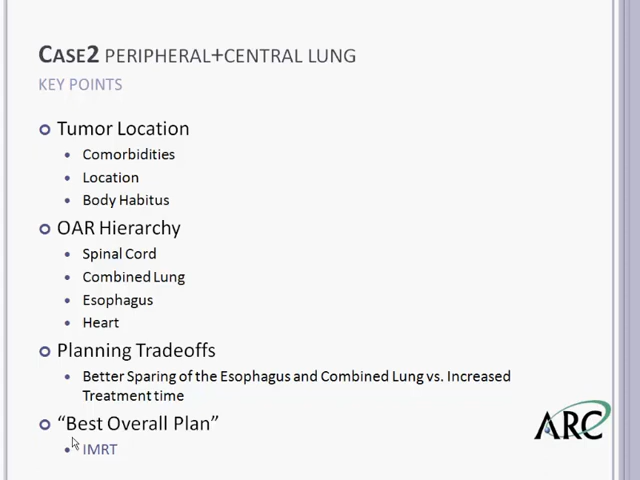 CASE2 PERIPHERAL+CENTRAL LUNG
KEY POINTS
Tumor Location
Comorbidities
Location
Body Habitus
OAR Hierarchy
Spinal Cord
Combined Lung
Esophagus
Heart
Planning Tradeoffs
Better Sparing of the Esophagus and Combined Lung vs. Increased
Treatment time
“Best Overall Plan”
IMRT
ARC